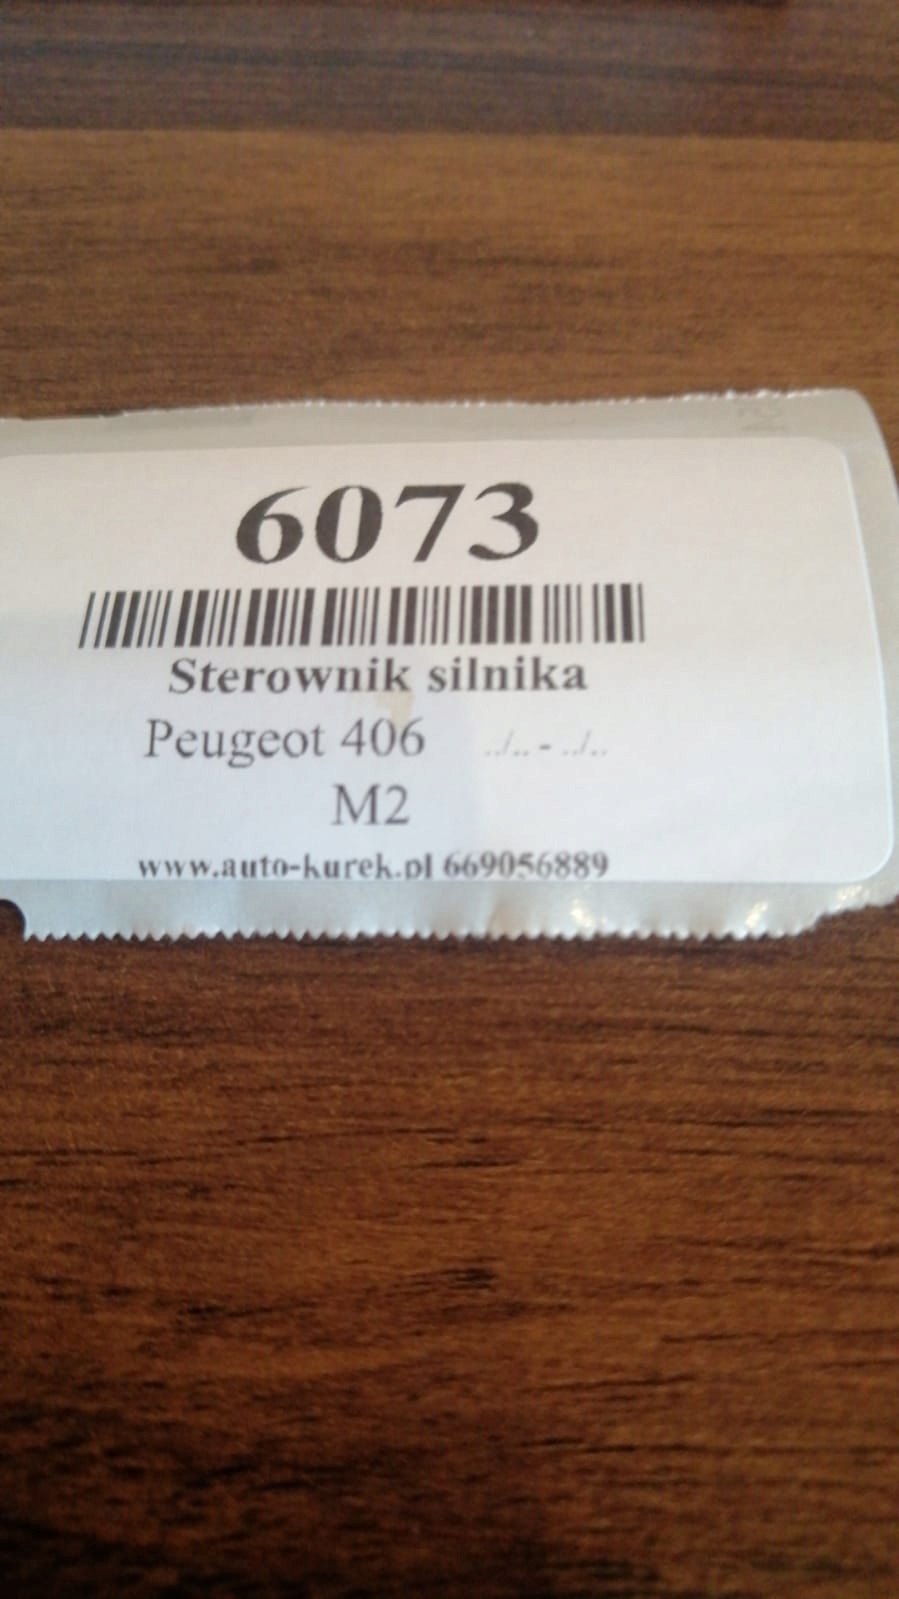 6073
Sterownik silnika
Peugeot 406 ../.. - ../..
M2
www.auto-kurek.pl 669056889